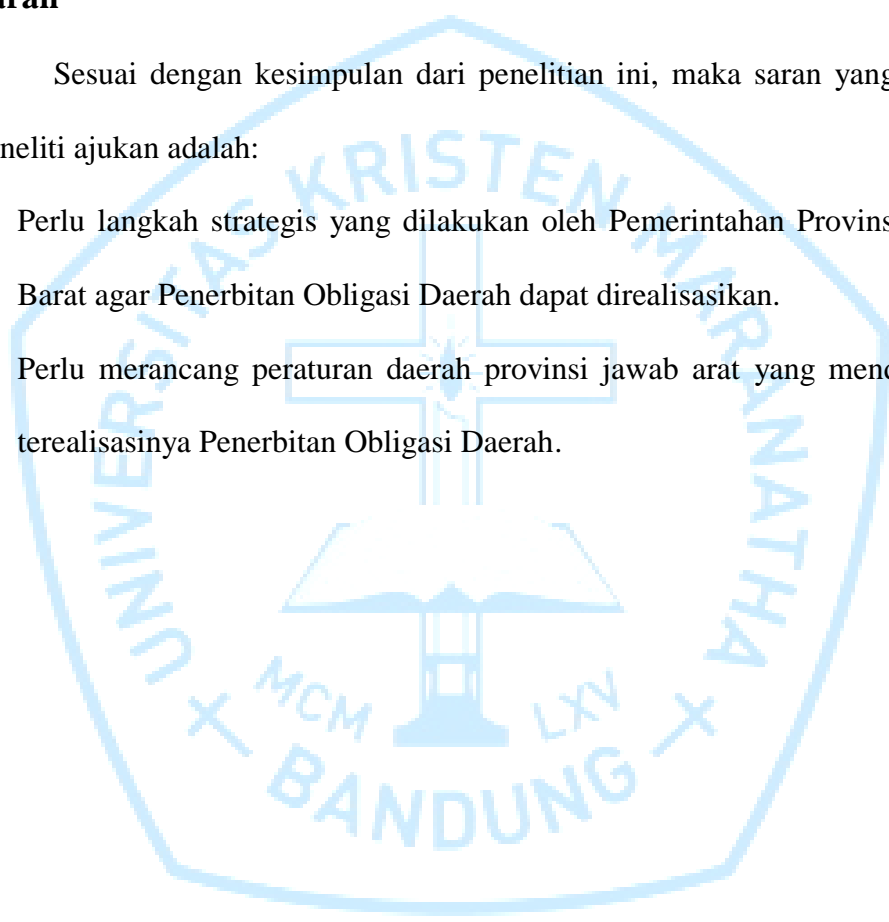 aran
Sesuai dengan kesimpulan dari penelitian ini, maka saran yang
neliti ajukan adalah:
Perlu langkah strategis yang dilakukan oleh Pemerintahan Provins
Barat agar Penerbitan Obligasi Daerah dapat direalisasikan.
Perlu merancang peraturan daerah provinsi jawab arat yang mend
terealisasinya Penerbitan Obligasi Daerah.
UNIVERSITAS KRISTEN MARANATHA
MCM LXV
BANDUNG